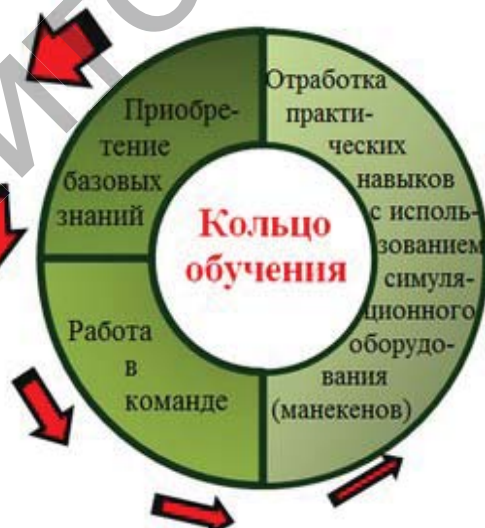 Кольцо
обучения
Приобре-
тение
базовых
знаний
Отработка
практи-
ческих
навыков
с исполь-
зованием
симуля-
ционного
оборудо-
вания
(манекенов)
Работа
в
команде